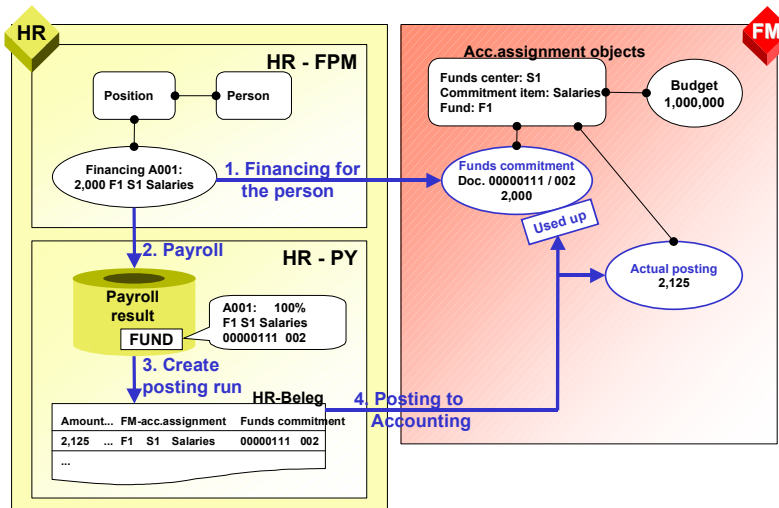 HR
HR - FPM
Position
Person
Financing A001:
2,000 F1 S1 Salaries
1. Financing for
the person
2. Payroll
HR - PY
Payroll
result
FUND
A001: 100%
F1 S1 Salaries
00000111 002
3. Create
posting run
HR-Beleg
Amount... FM-acc.assignment Funds commitment
2,125 ... F1 S1 Salaries 00000111 002
...
4. Posting to
Accounting
FM
Acc.assignment objects
Funds center: S1
Commitment item: Salaries
Fund: F1
Budget
1,000,000
Funds commitment
Doc. 00000111 / 002
2,000
Used up
Actual posting
2,125